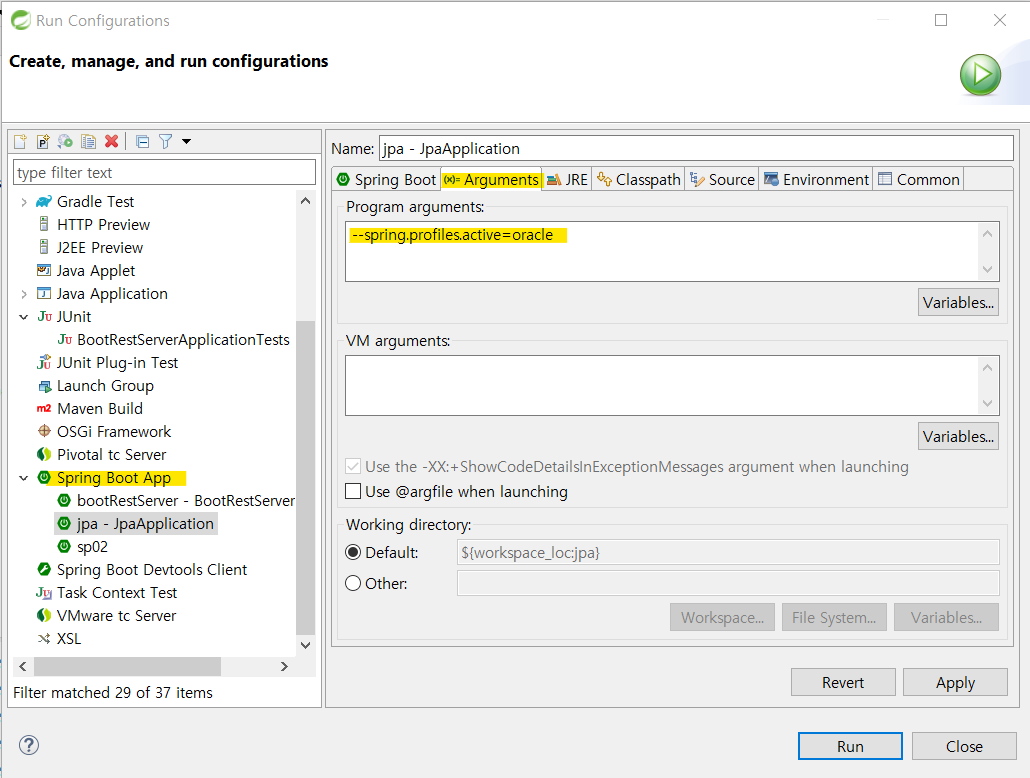 Run Configurations
Create, manage, and run configurations
type filter text
Gradle Test
HTTP Preview
J2EE Preview
Java Applet
Java Application
JUnit
BootRestServerApplicationTests
JUnit Plug-in Test
Launch Group
Maven Build
OSGi Framework
Pivotal tc Server
Spring Boot App
bootRestServer - BootRestServer
jpa - JpaApplication
sp02
Spring Boot Devtools Client
Task Context Test
VMware tc Server
XSL
Filter matched 29 of 37 items
Name: jpa - JpaApplication
Spring Boot (x)= Arguments JRE Classpath Source Environment Common
Program arguments:
--spring.profiles.active=oracle
Variables...
VM arguments:
Variables...
Use the -XX:+ShowCodeDetailsInExceptionMessages argument when launching
Use @argfile when launching
Working directory:
Default: ${workspace_loc:jpa}
Other:
Workspace... File System... Variables...
Revert Apply
Run Close